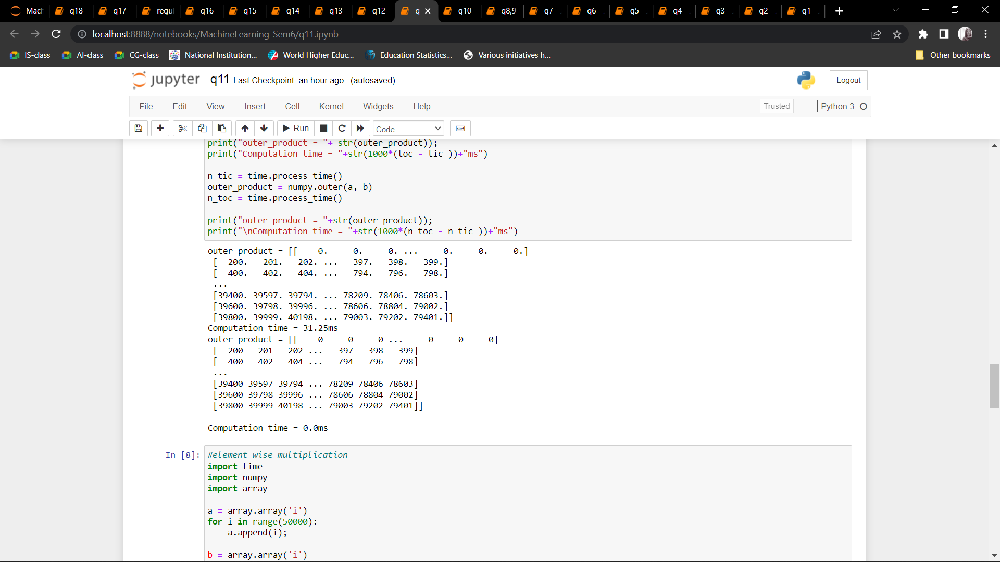 Macl q18 - q17 - regul q16 q15 - q14 q13 q12 q q10 q8,9 q7 - q6 - q5 - q4 - q3 - q2 - q1 -
localhost:8888/notebooks/MachineLearning_Sem6/q11.ipynb
IS-class AI-class CG-class National Institution... World Higher Educ... Education Statistics... Various initiatives h... Other bookmarks
jupyter q11 Last Checkpoint: an hour ago (autosaved) Logout
File Edit View Insert Cell Kernel Widgets Help Trusted Python 3
Run Code
print("outer_product = "+ str(outer_product));
print("Computation time = "+str(1000*(toc - tic ))+"ms")
n_tic = time.process_time()
outer_product = numpy.outer(a, b)
n_toc = time.process_time()
print("outer_product = "+str(outer_product));
print("\nComputation time = "+str(1000*(n_toc - n_tic ))+"ms")
outer_product = [[    0.     0.     0. ...     0.     0.     0.]
[  200.   201.   202. ...   397.   398.   399.]
[  400.   402.   404. ...   794.   796.   798.]
...
[39400. 39597. 39794. ... 78209. 78406. 78603.]
[39600. 39798. 39996. ... 78606. 78804. 79002.]
[39800. 39999. 40198. ... 79003. 79202. 79401.]]
Computation time = 31.25ms
outer_product = [[    0     0     0 ...     0     0     0]
[  200   201   202 ...   397   398   399]
[  400   402   404 ...   794   796   798]
...
[39400 39597 39794 ... 78209 78406 78603]
[39600 39798 39996 ... 78606 78804 79002]
[39800 39999 40198 ... 79003 79202 79401]]
Computation time = 0.0ms
In [8]: #element wise multiplication
import time
import numpy
import array
a = array.array('i')
for i in range(50000):
a.append(i);
b = array.array('i')